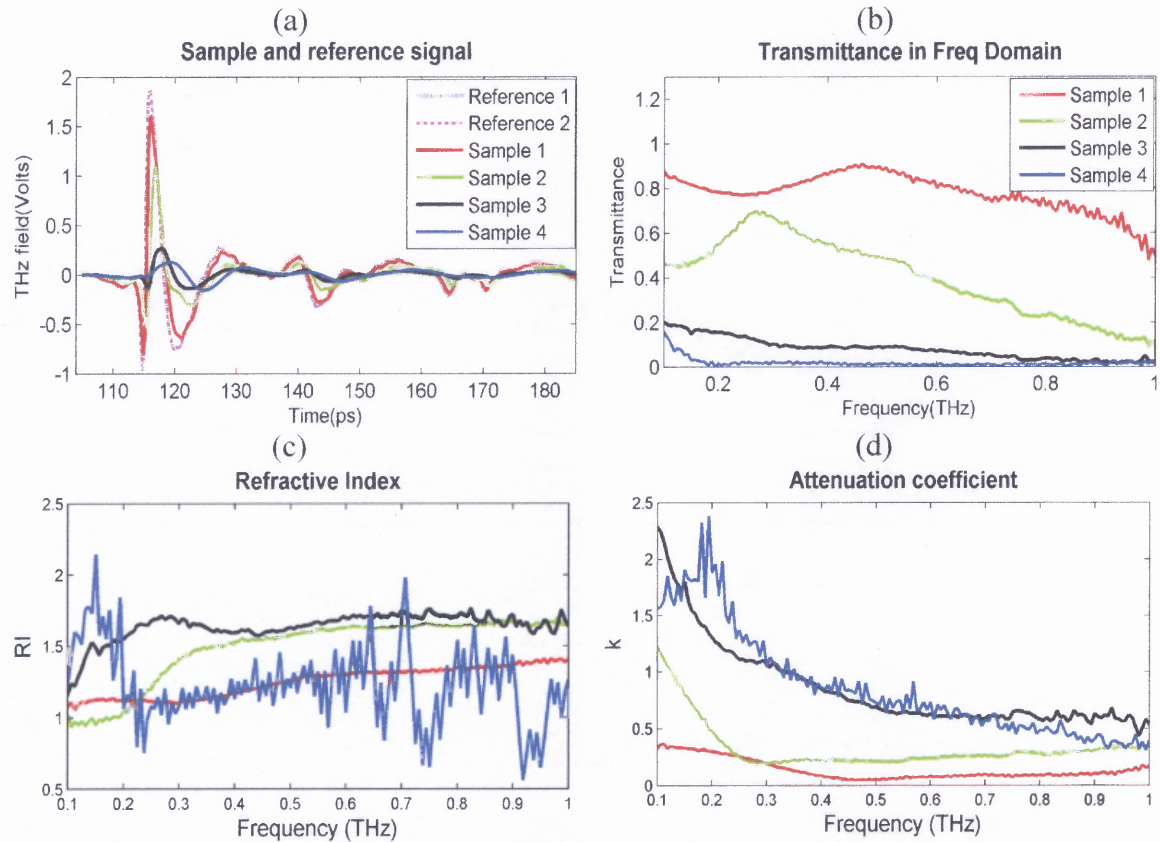 (a)
Sample and reference signal
THz field(Volts)
2
1.5
1
0.5
0
-0.5
-1
110 120 130 140 150 160 170 180
Time(ps)
Reference 1
Reference 2
Sample 1
Sample 2
Sample 3
Sample 4
(b)
Transmittance in Freq Domain
Transmittance
1.2
1
0.8
0.6
0.4
0.2
0
0.2 0.4 0.6 0.8 1
Frequency(THz)
Sample 1
Sample 2
Sample 3
Sample 4
(c)
Refractive Index
RI
2.5
2
1.5
1
0.5
0.1 0.2 0.3 0.4 0.5 0.6 0.7 0.8 0.9 1
Frequency (THz)
(d)
Attenuation coefficient
k
2.5
2
1.5
1
0.5
0
0.1 0.2 0.3 0.4 0.5 0.6 0.7 0.8 0.9 1
Frequency (THz)